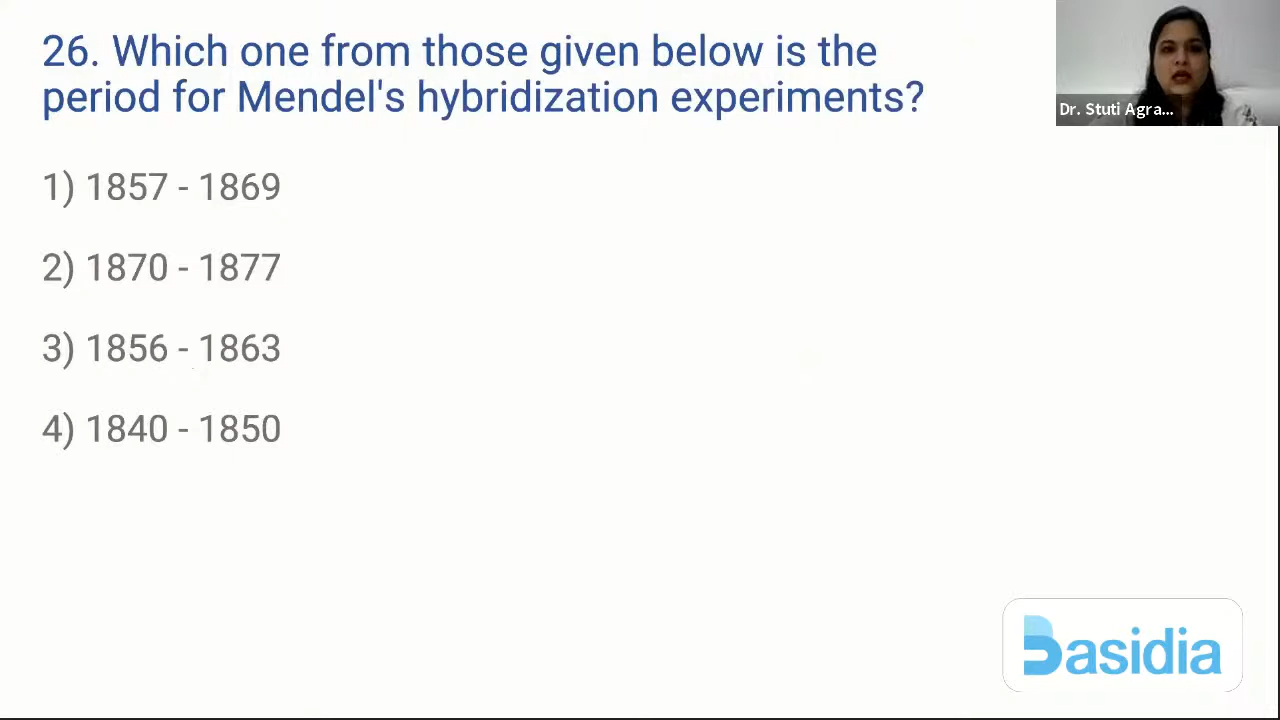 26. Which one from those given below is the
period for Mendel's hybridization experiments?
Dr. Stuti Agra...
1) 1857 - 1869
2) 1870 - 1877
3) 1856 - 1863
4) 1840 - 1850
Basidia